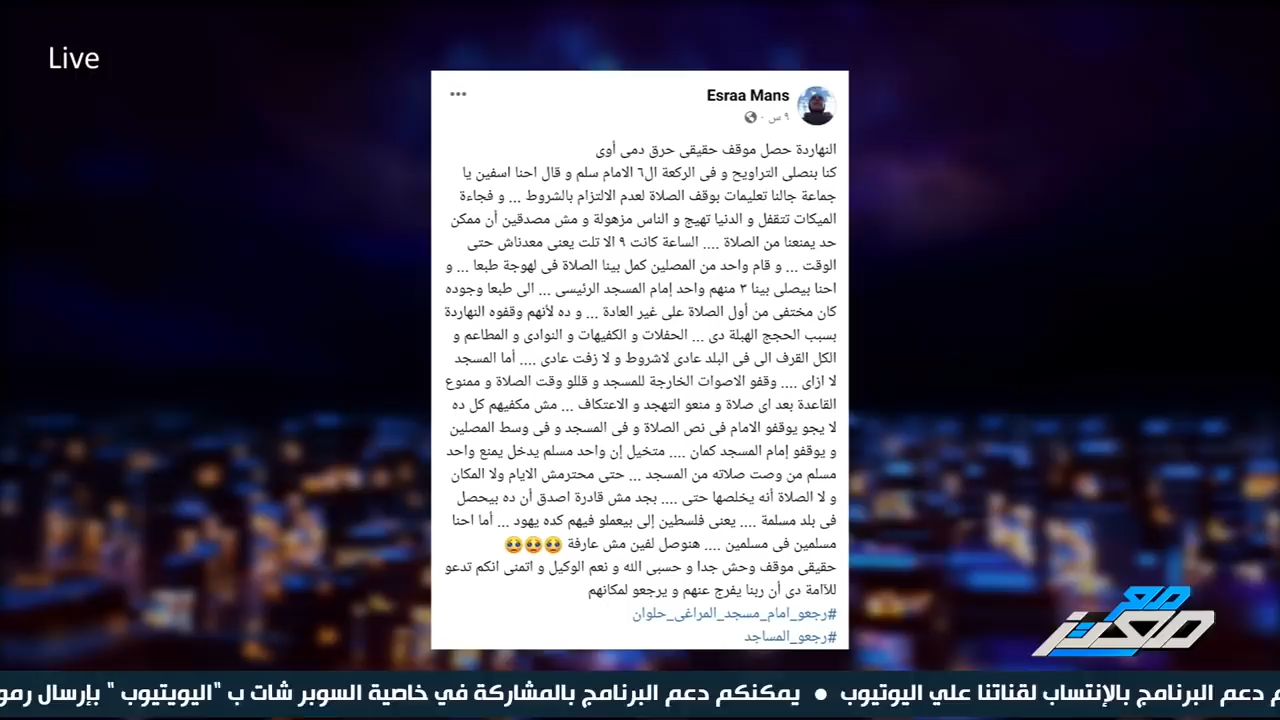 Live
Esraa Mans
٩ س ·
النهاردة حصل موقف حقيقى حرق دمى أوى
كنا بنصلى التراويح و فى الركعة ال٦ الامام سلم و قال احنا اسفين يا
جماعة جالنا تعليمات بوقف الصلاة لعدم الالتزام بالشروط ... و فجاءة
الميكات تتقفل و الدنيا تهيج و الناس مزهولة و مش مصدقين أن ممكن
حد يمنعنا من الصلاة .... الساعة كانت ٩ الا تلت يعنى معدناش حتى
الوقت ... و قام واحد من المصلين كمل بينا الصلاة فى لهوجة طبعا ... و
احنا بيصلى بينا ٣ منهم واحد إمام المسجد الرئيسى ... الى طبعا وجوده
كان مختفى من أول الصلاة على غير العادة ... و ده لأنهم وقفوه النهاردة
بسبب الحجج الهبلة دى ... الحفلات و الكفيهات و النوادى و المطاعم و
الكل القرف الى فى البلد عادى لاشروط و لا زفت عادى .... أما المسجد
لا ازاى .... وقفو الاصوات الخارجة للمسجد و قللو وقت الصلاة و ممنوع
القاعدة بعد اى صلاة و منعو التهجد و الاعتكاف ... مش مكفيهم كل ده
لا يجو يوقفو الامام فى نص الصلاة و فى المسجد و فى وسط المصلين
و يوقفو إمام المسجد كمان .... متخيل إن واحد مسلم يدخل يمنع واحد
مسلم من وصت صلاته من المسجد ... حتى محترمش الايام ولا المكان
و لا الصلاة أنه يخلصها حتى .... بجد مش قادرة اصدق أن ده بيحصل
فى بلد مسلمة .... يعنى فلسطين إلى بيعملو فيهم كده يهود ... أما احنا
مسلمين فى مسلمين .... هنوصل لفين مش عارفة 🥺🥺🥺
حقيقى موقف وحش جدا و حسبى الله و نعم الوكيل و اتمنى انكم تدعو
للآامة دى أن ربنا يفرج عنهم و يرجعو لمكانهم
#رجعو_امام_مسجد_المراغى_حلوان
#رجعو_المساجد
مع معتز
دعم البرنامج بالإنتساب لقناتنا علي اليوتيوب ● يمكنكم دعم البرنامج بالمشاركة في خاصية السوبر شات ب "اليويتيوب " بإرسال